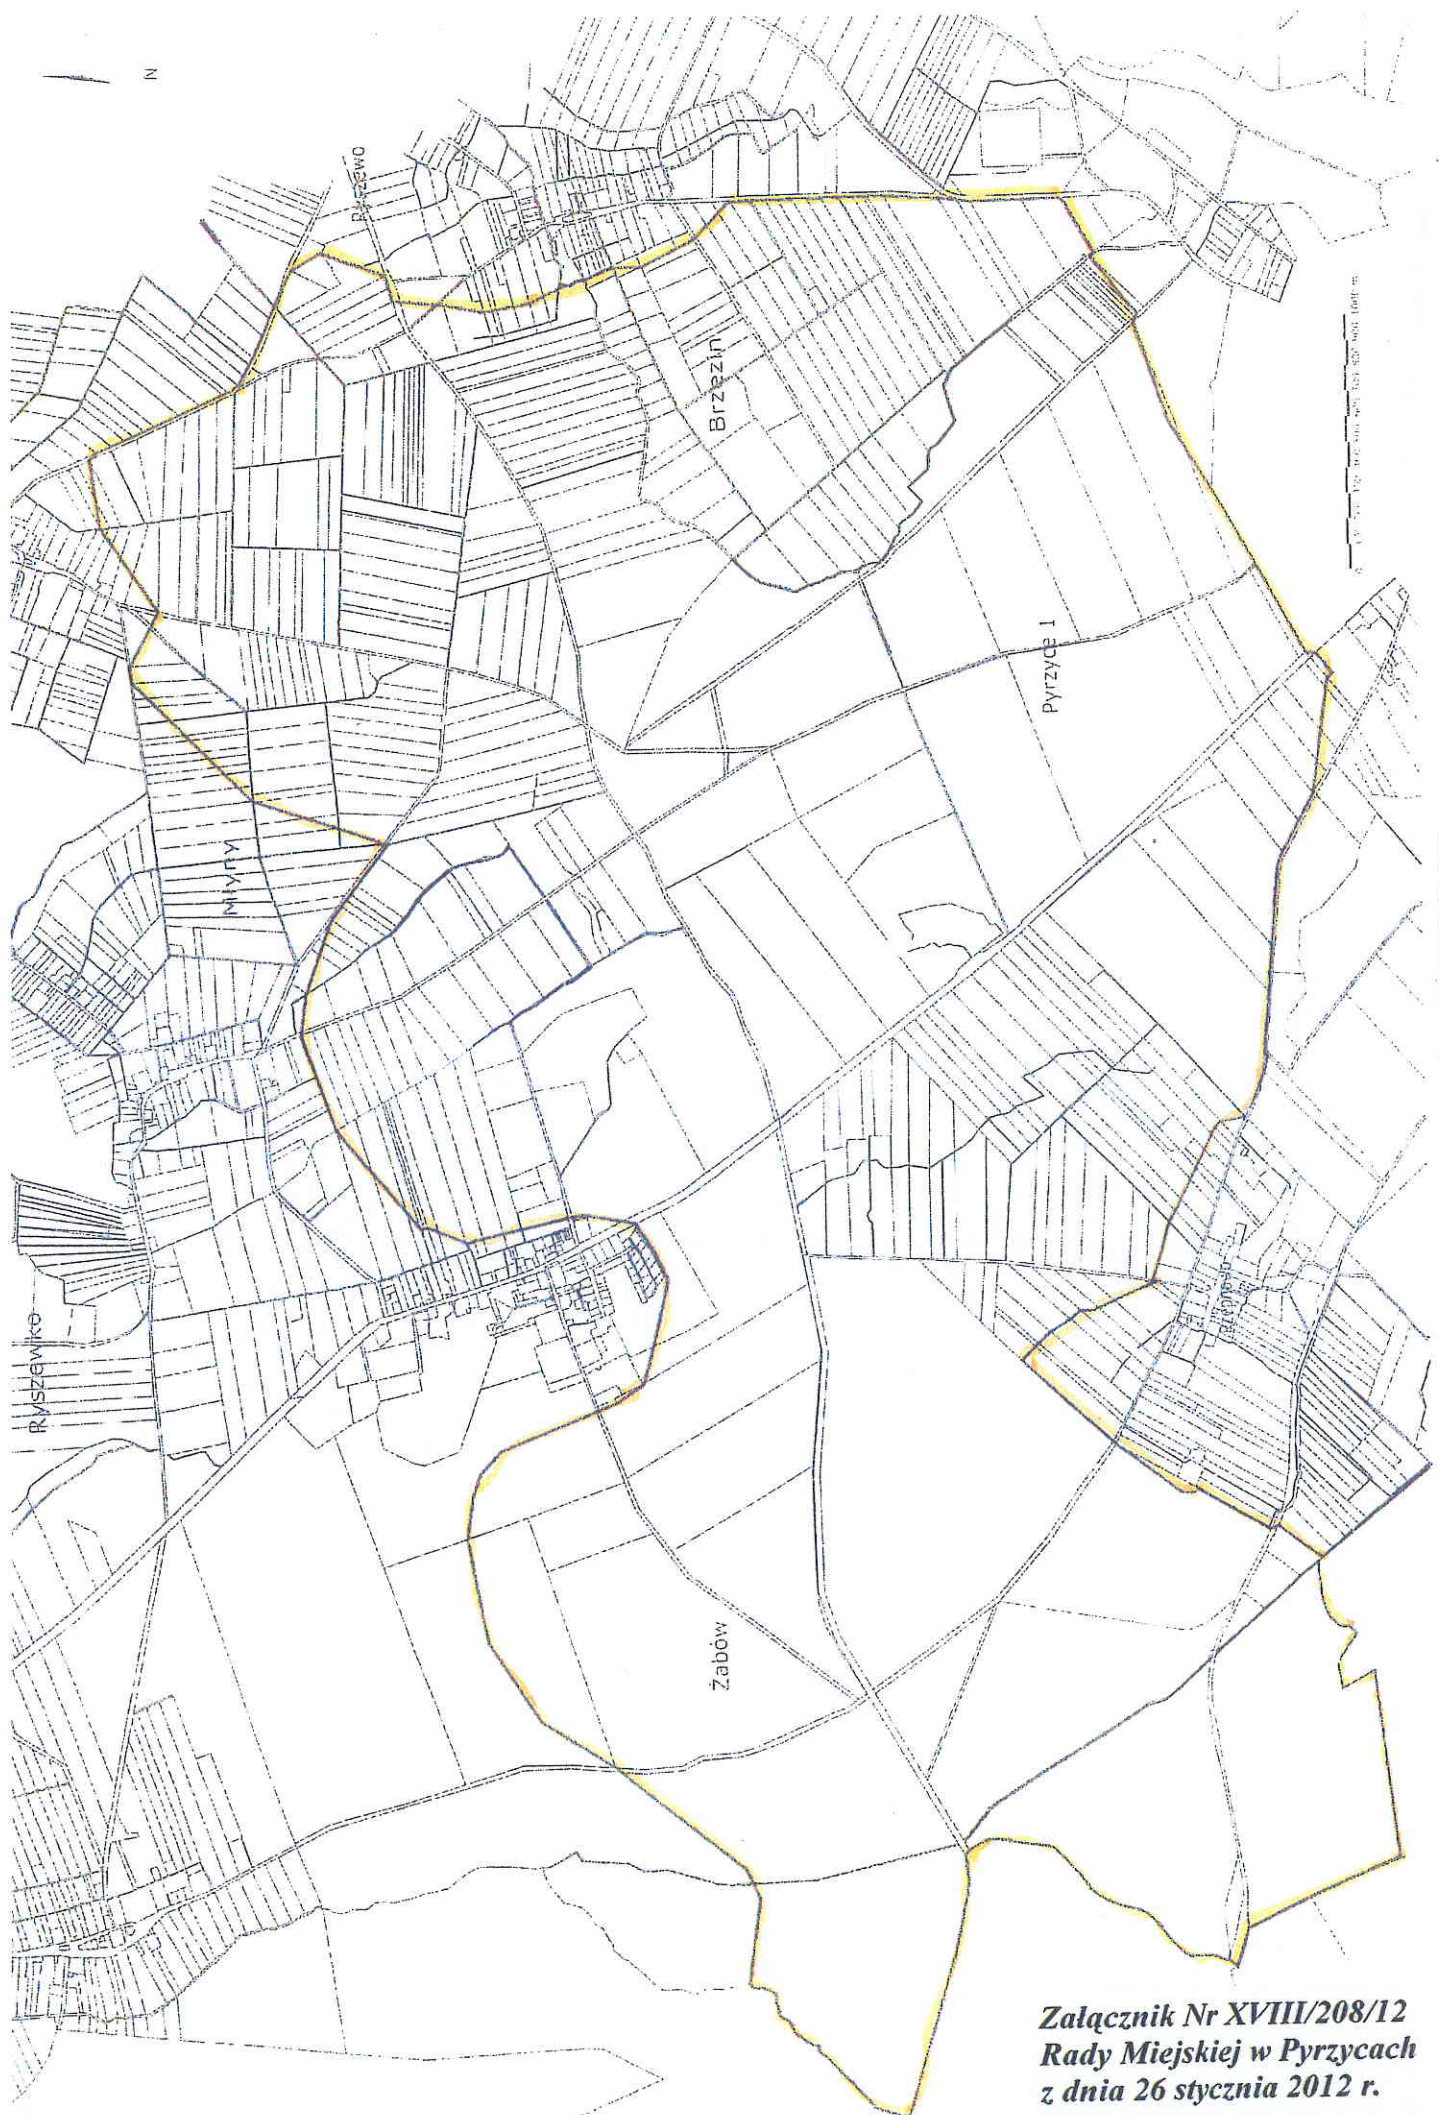 N
Brzezin
Pyrzyce 1
Młyny
Ryszewko
Żabów
Załącznik Nr XVIII/208/12
Rady Miejskiej w Pyrzycach
z dnia 26 stycznia 2012 r.